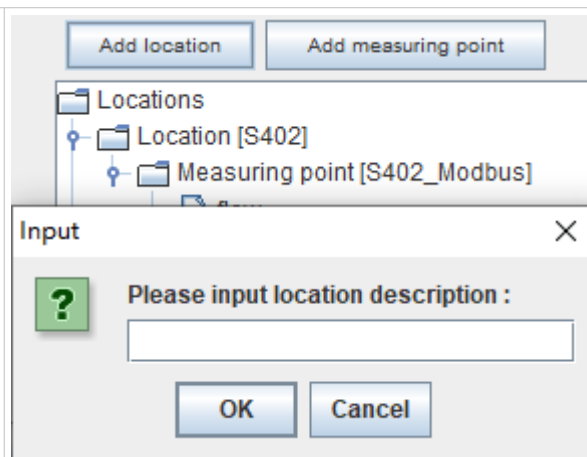 Add location Add measuring point
Locations
Location [S402]
Measuring point [S402_Modbus]
Input
Please input location description :
OK Cancel